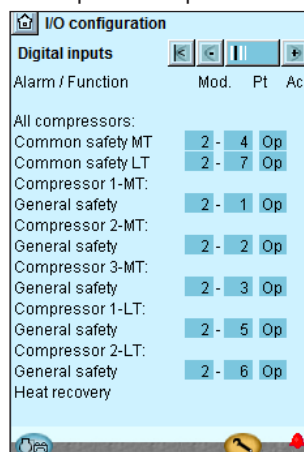 I/O configuration
Digital inputs
Alarm / Function Mod. Pt Ac
All compressors:
Common safety MT 2 - 4 Op
Common safety LT 2 - 7 Op
Compressor 1-MT:
General safety 2 - 1 Op
Compressor 2-MT:
General safety 2 - 2 Op
Compressor 3-MT:
General safety 2 - 3 Op
Compressor 1-LT:
General safety 2 - 5 Op
Compressor 2-LT:
General safety 2 - 6 Op
Heat recovery